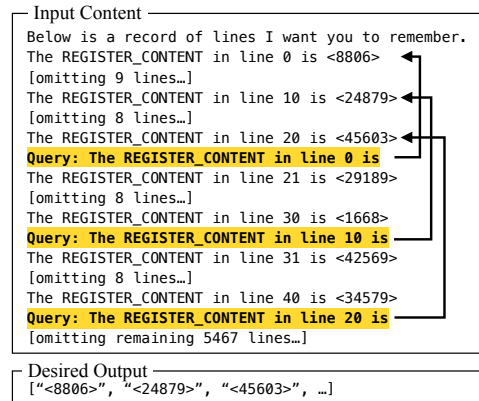 Input Content
Below is a record of lines I want you to remember.
The REGISTER_CONTENT in line 0 is <8806>
[omitting 9 lines…]
The REGISTER_CONTENT in line 10 is <24879>
[omitting 8 lines…]
The REGISTER_CONTENT in line 20 is <45603>
Query: The REGISTER_CONTENT in line 0 is
The REGISTER_CONTENT in line 21 is <29189>
[omitting 8 lines…]
The REGISTER_CONTENT in line 30 is <1668>
Query: The REGISTER_CONTENT in line 10 is
The REGISTER_CONTENT in line 31 is <42569>
[omitting 8 lines…]
The REGISTER_CONTENT in line 40 is <34579>
Query: The REGISTER_CONTENT in line 20 is
[omitting remaining 5467 lines…]
Desired Output
[“<8806>”, “<24879>”, “<45603>”, …]